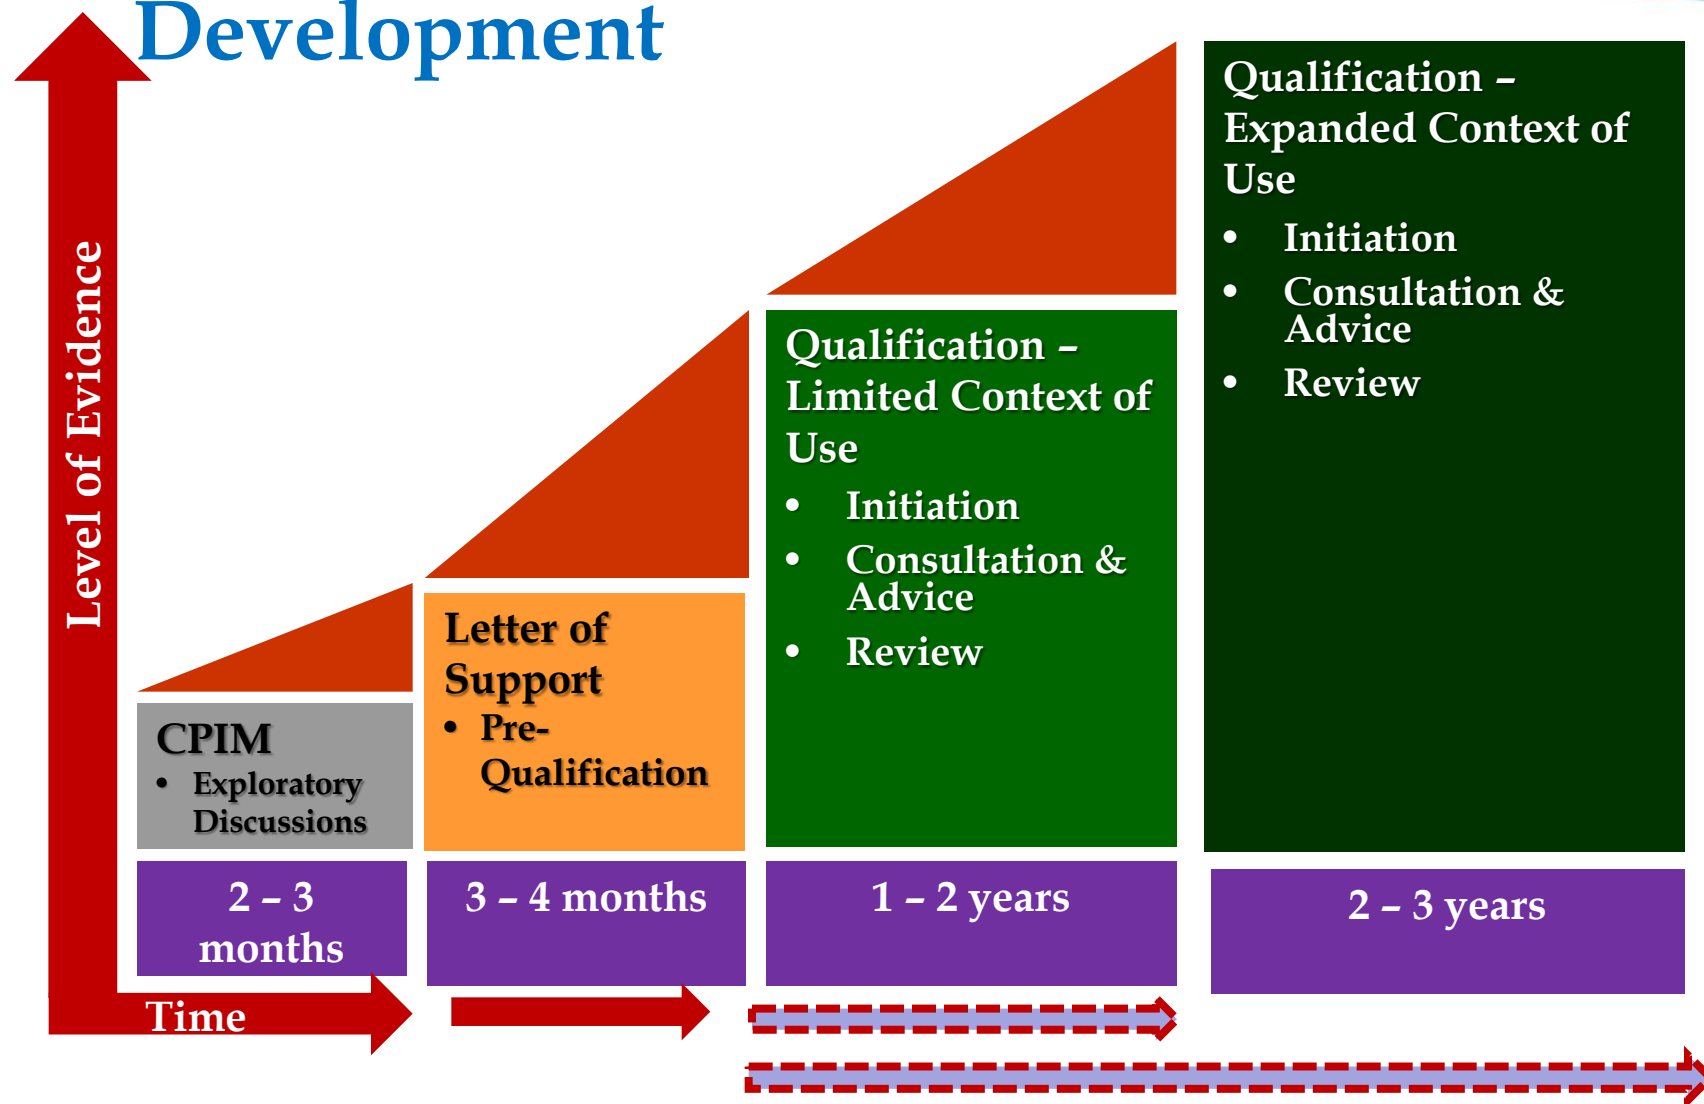 Development
Level of Evidence
CPIM
• Exploratory
Discussions
Letter of
Support
• Pre-
Qualification
Qualification –
Limited Context of
Use
• Initiation
• Consultation &
Advice
• Review
Qualification –
Expanded Context of
Use
• Initiation
• Consultation &
Advice
• Review
2 – 3
months
3 – 4 months
1 – 2 years
2 – 3 years
Time